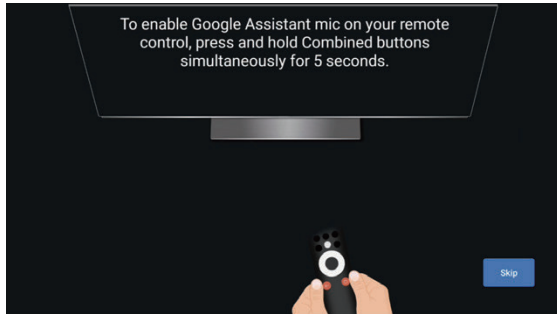 To enable Google Assistant mic on your remote
control, press and hold Combined buttons
simultaneously for 5 seconds.
Skip